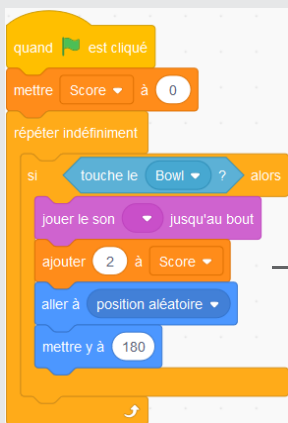 quand est cliqué
mettre Score à 0
répéter indéfiniment
si touche le Bowl ? alors
jouer le son jusqu'au bout
ajouter 2 à Score
aller à position aléatoire
mettre y à 180